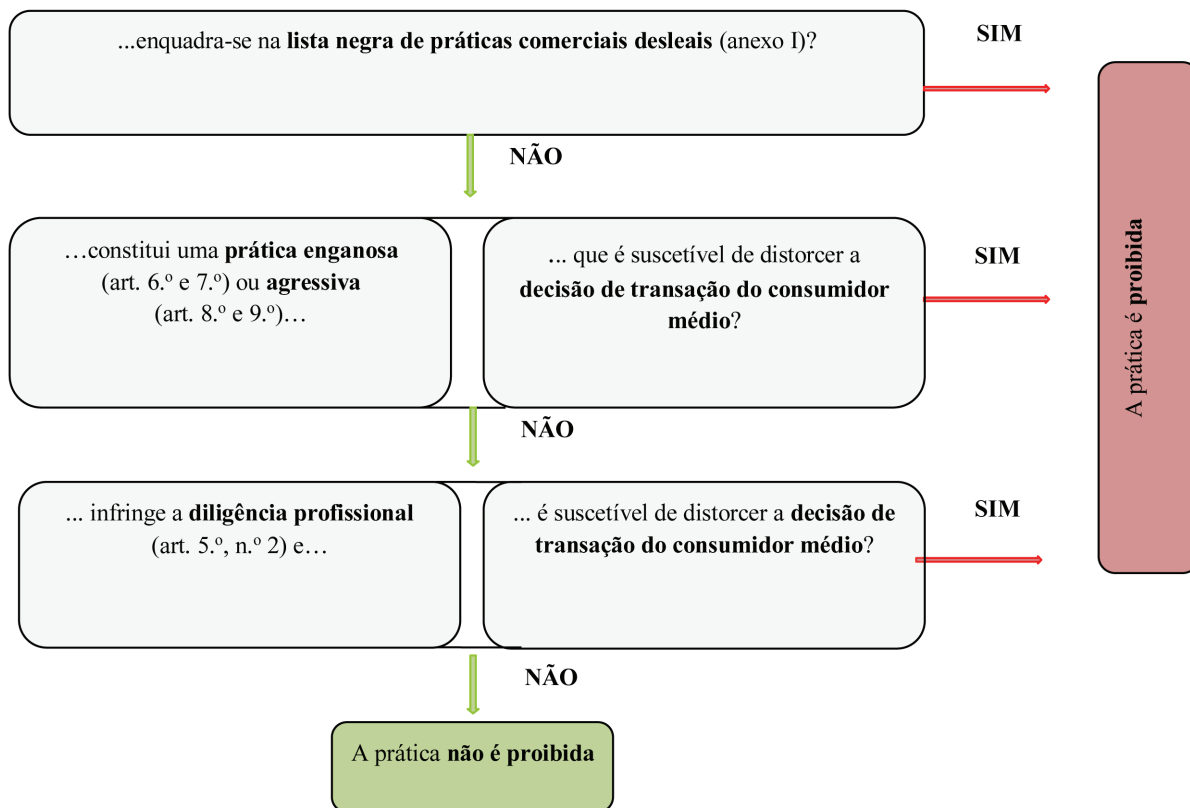 ...enquadra-se na lista negra de práticas comerciais desleais (anexo I)?
SIM
NÃO
…constitui uma prática enganosa
(art. 6.º e 7.º) ou agressiva
(art. 8.º e 9.º)…
... que é suscetível de distorcer a
decisão de transação do consumidor
médio?
SIM
NÃO
... infringe a diligência profissional
(art. 5.º, n.º 2) e…
... é suscetível de distorcer a decisão de
transação do consumidor médio?
SIM
NÃO
A prática é proibida
A prática não é proibida